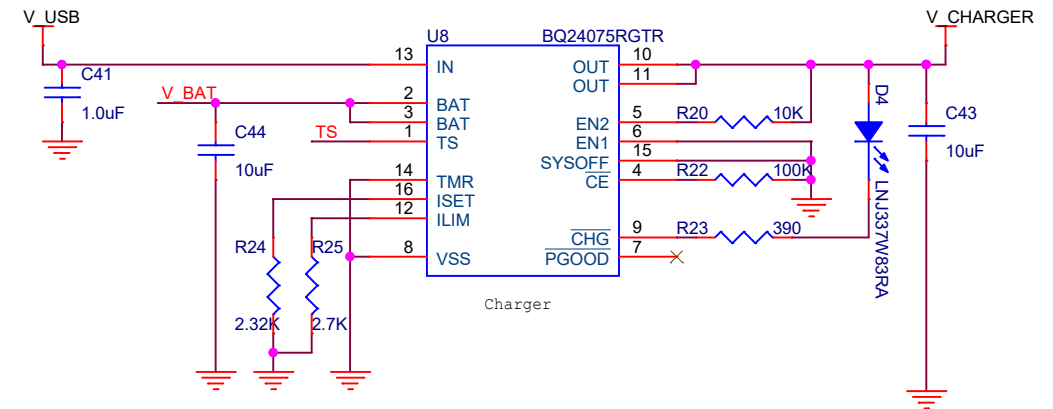 V_USB
V_CHARGER
U8
BQ24075RGTR
13
IN
10
OUT
11
OUT
C41
1.0uF
V_BAT
2
BAT
3
BAT
TS
1
TS
D4
C43
10uF
5
EN2
R20
10K
6
EN1
15
SYSOFF
4
CE
R22
100K
C44
10uF
14
TMR
16
ISET
12
ILIM
8
VSS
9
CHG
R23
390
7
PGOOD
LNJ337W83RA
R24
R25
2.32K
2.7K
Charger